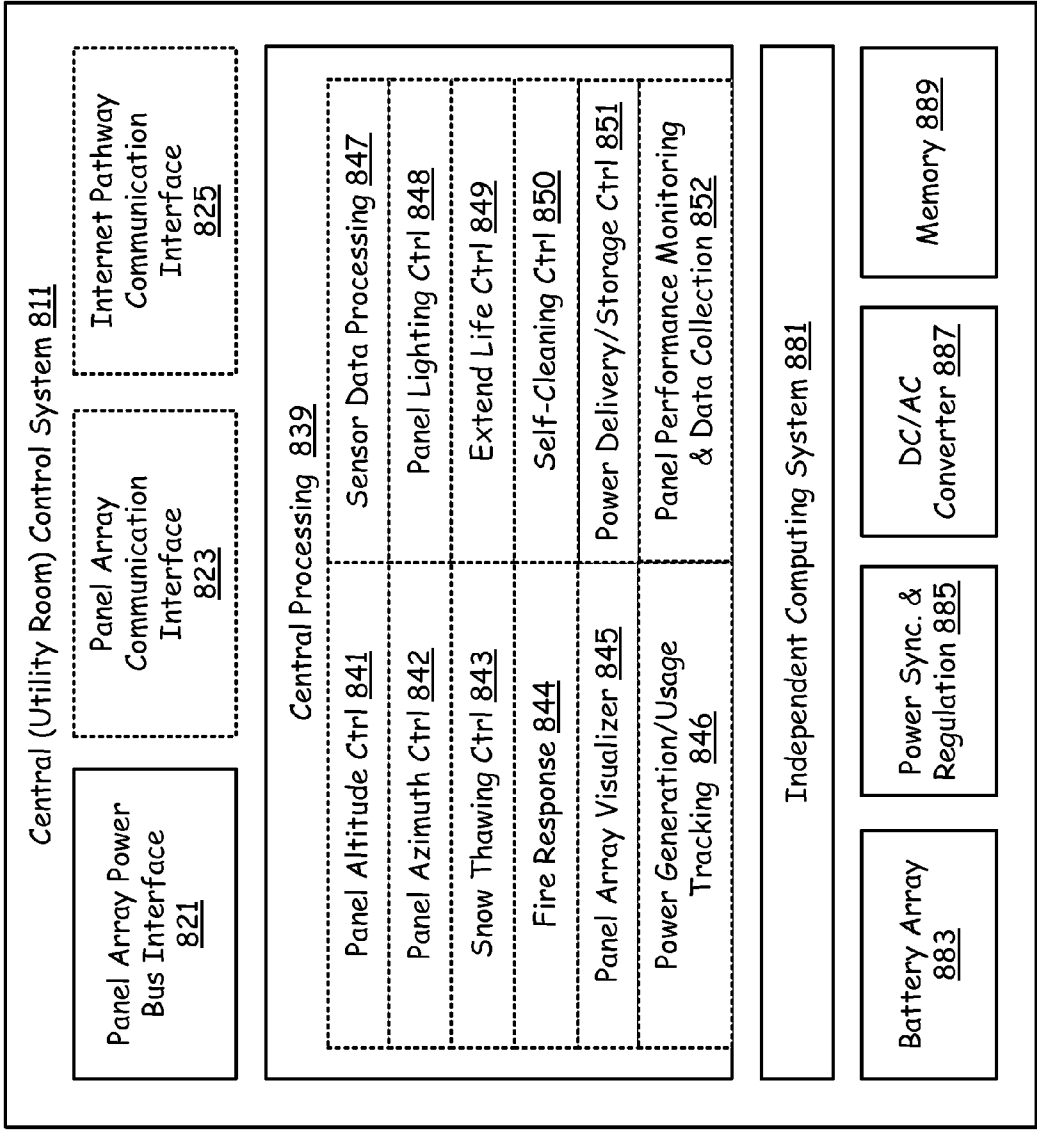 Central (Utility Room) Control System 811
Panel Array Power
Bus Interface
821
Panel Array
Communication
Interface
823
Internet Pathway
Communication
Interface
825
Central Processing 839
Panel Altitude Ctrl 841
Panel Azimuth Ctrl 842
Snow Thawing Ctrl 843
Fire Response 844
Panel Array Visualizer 845
Power Generation/Usage
Tracking 846
Sensor Data Processing 847
Panel Lighting Ctrl 848
Extend Life Ctrl 849
Self-Cleaning Ctrl 850
Power Delivery/Storage Ctrl 851
Panel Performance Monitoring
& Data Collection 852
Independent Computing System 881
Battery Array
883
Power Sync. &
Regulation 885
DC/AC
Converter 887
Memory 889